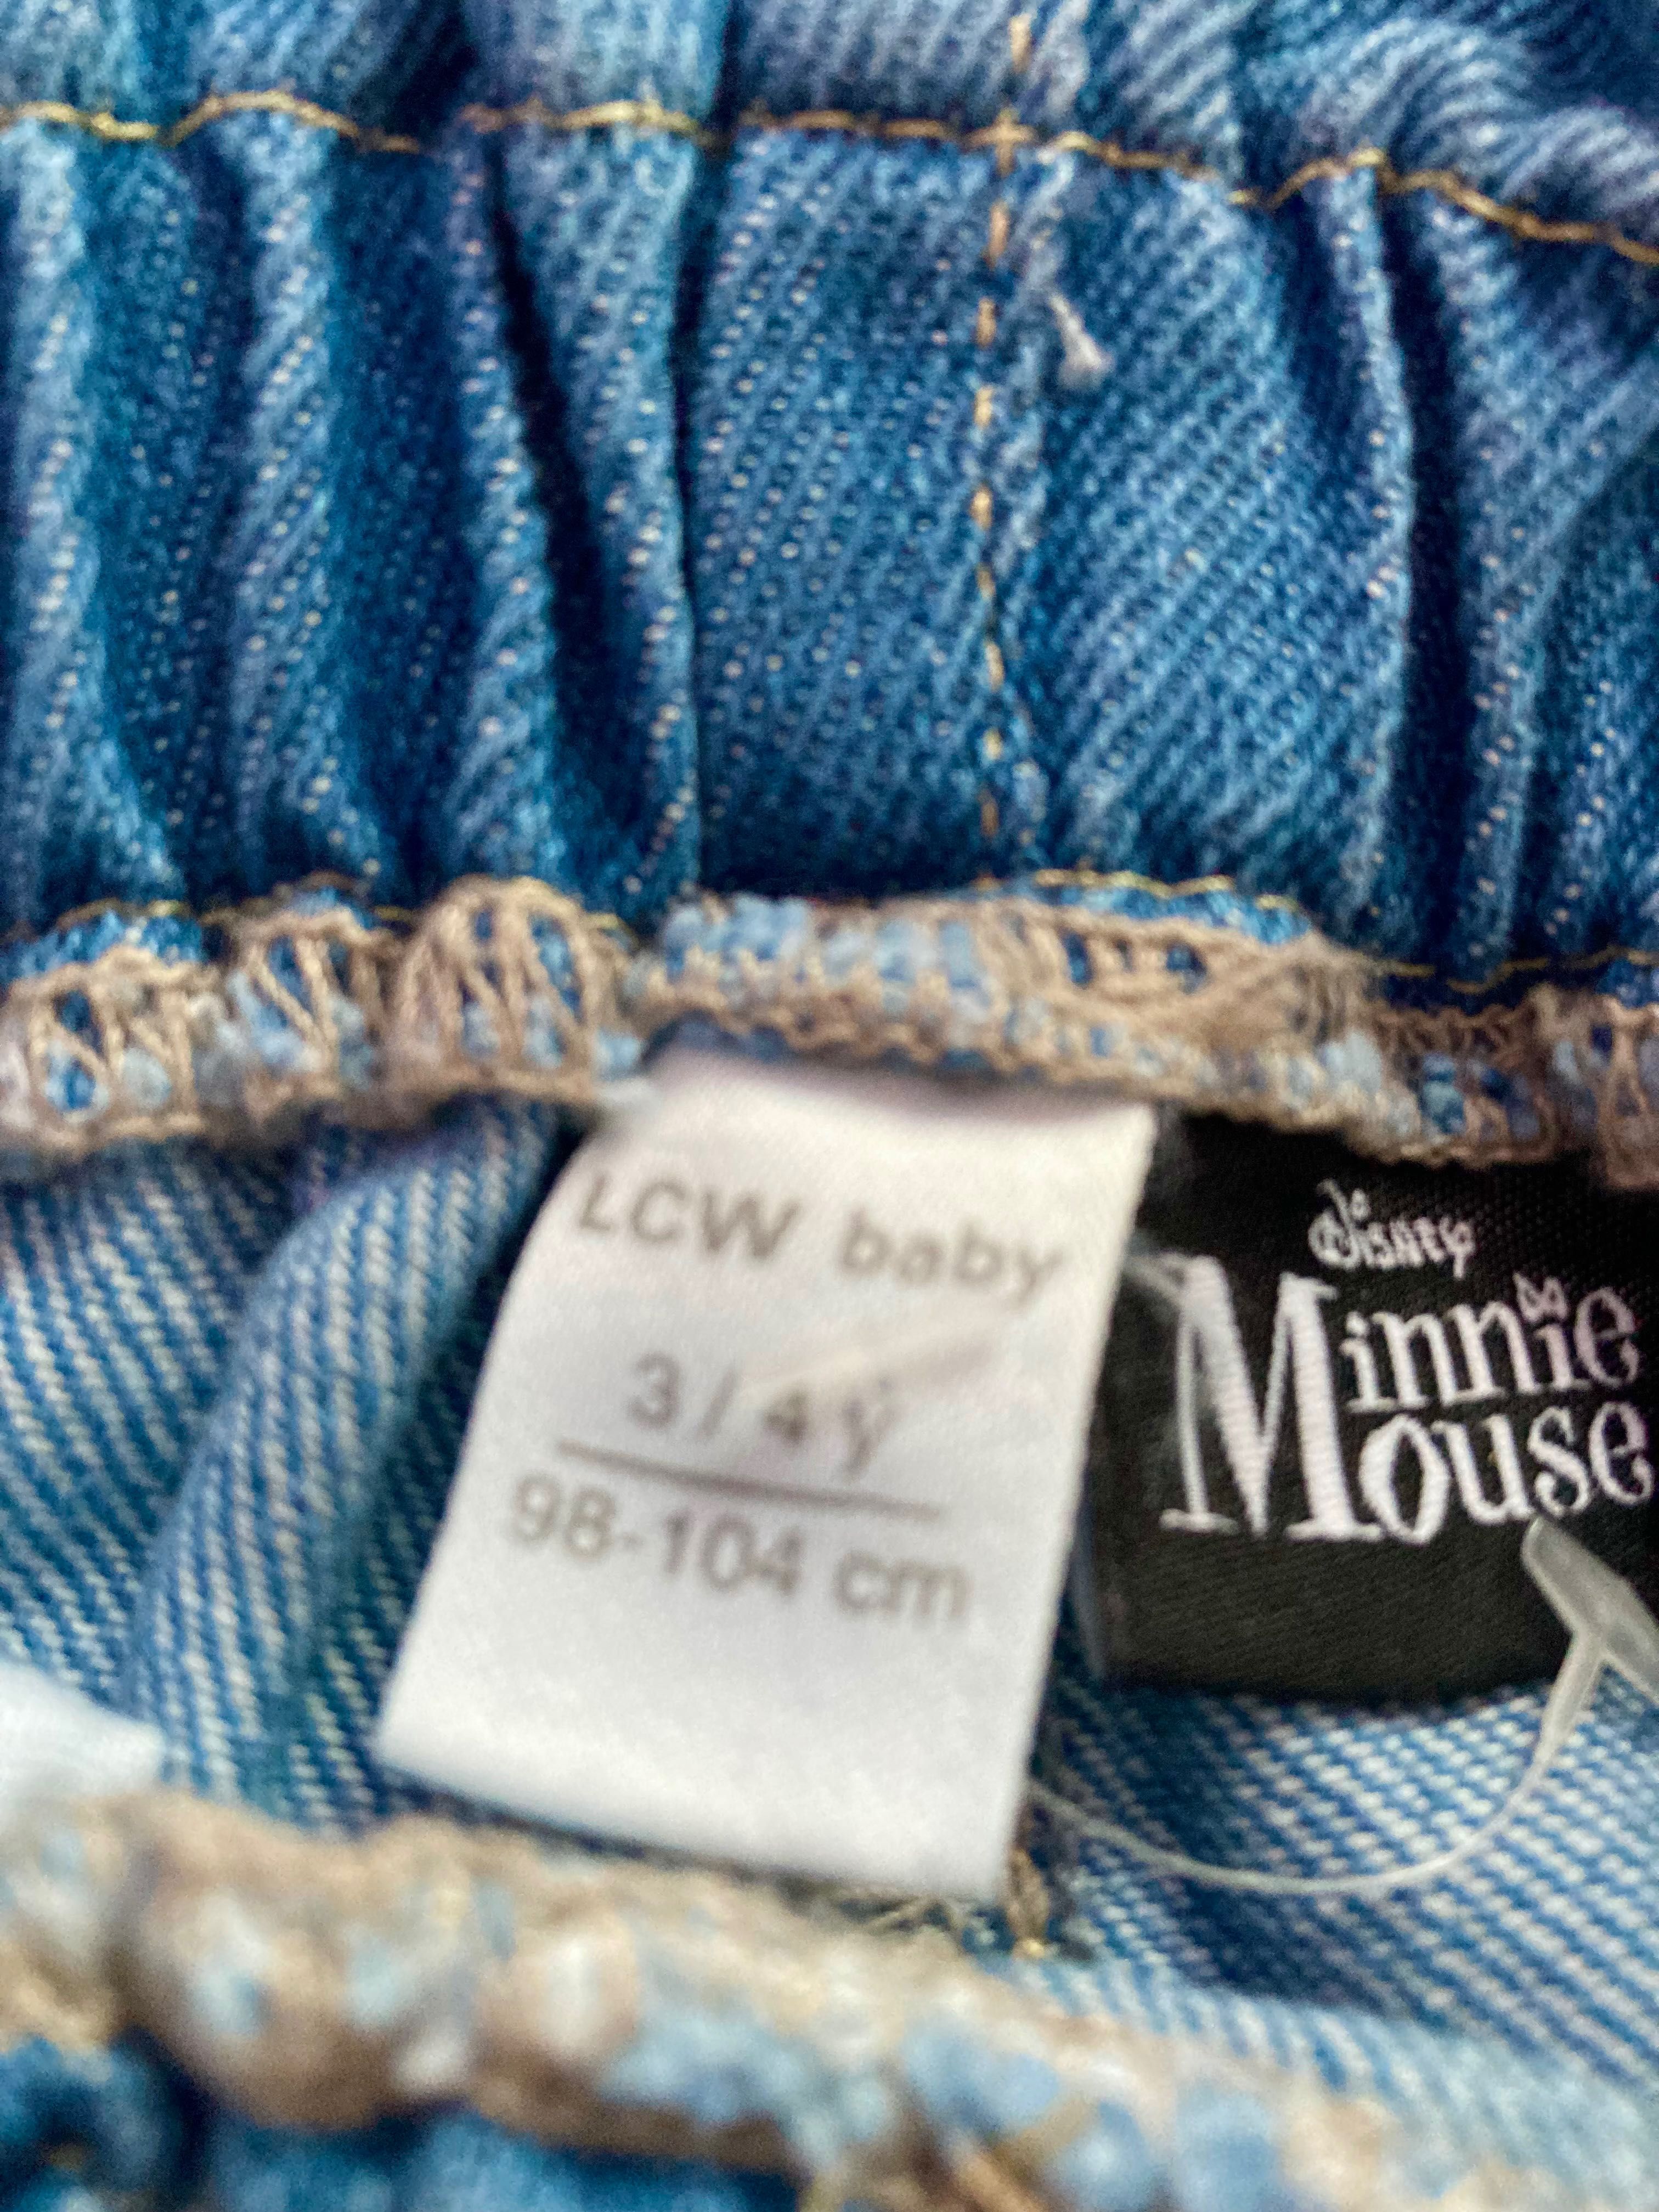 LCW baby
3 / 4 y
98-104 cm
Disney
Minnie
Mouse